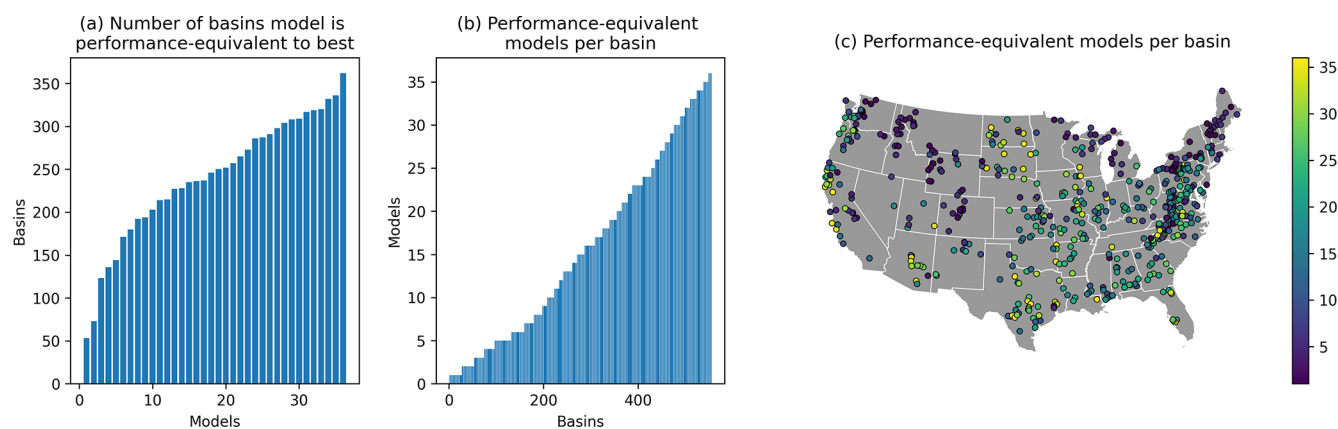 (a) Number of basins model is
performance-equivalent to best
(b) Performance-equivalent
models per basin
(c) Performance-equivalent models per basin
Basins
350
300
250
200
150
100
50
0
0 10 20 30
Models
Models
35
30
25
20
15
10
5
0
0 200 400
Basins
35
30
25
20
15
10
5